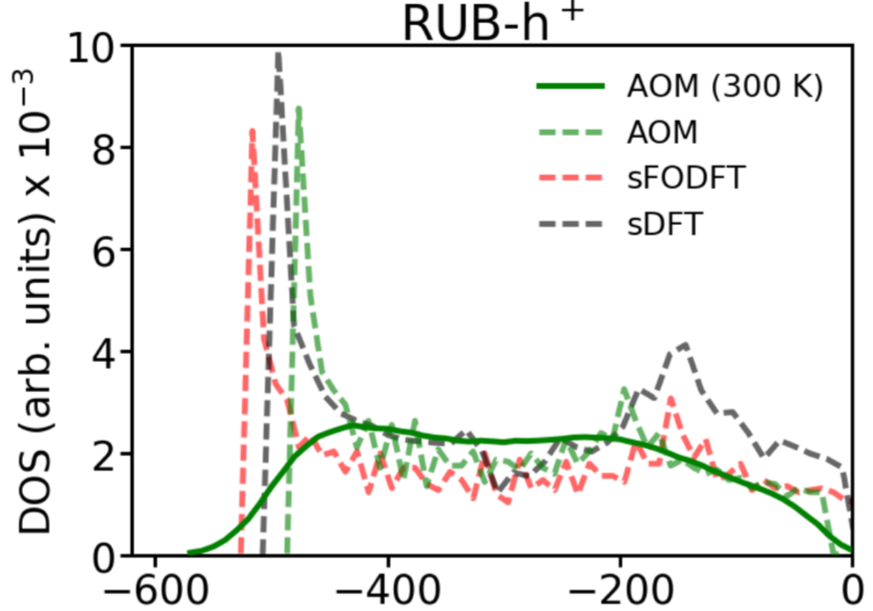 RUB-h⁺
DOS (arb. units) x 10⁻³
10
8
6
4
2
0
AOM (300 K)
AOM
sFODFT
sDFT
−600
−400
−200
0